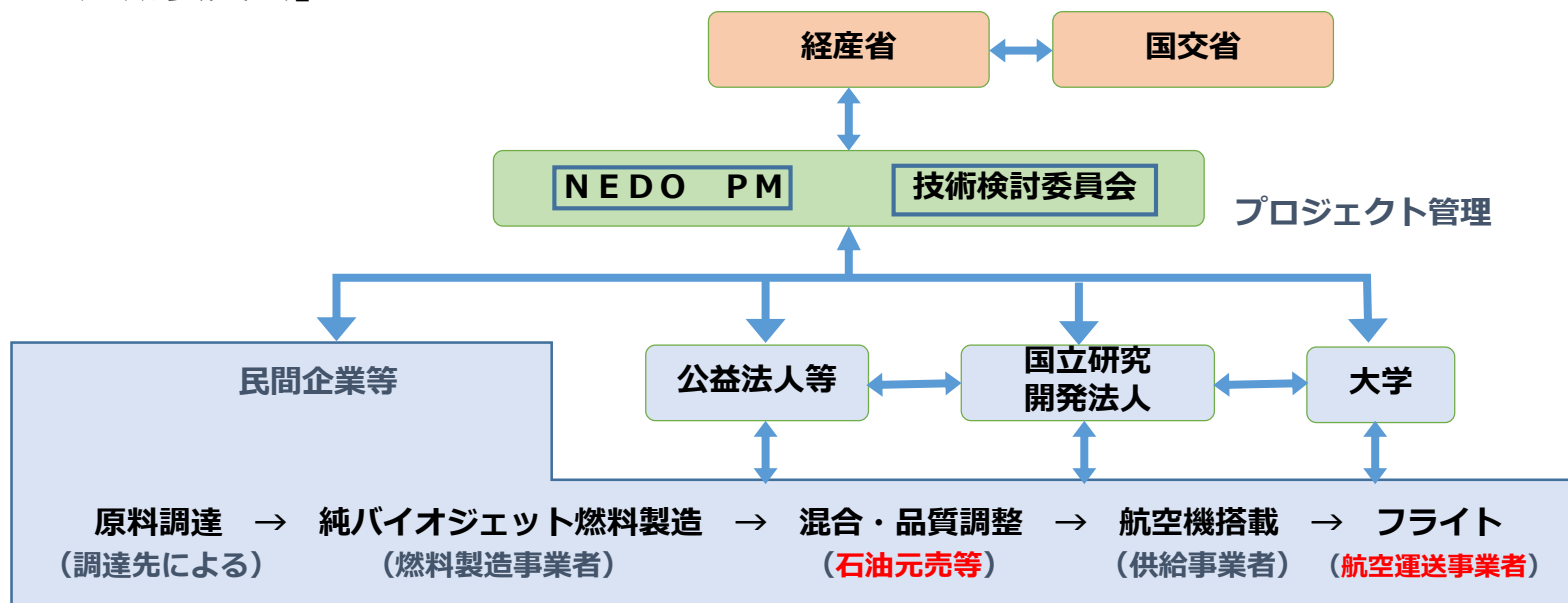 経産省
国交省
ＮＥＤＯ　ＰＭ
技術検討委員会
プロジェクト管理
民間企業等
公益法人等
国立研究
開発法人
大学
原料調達 → 純バイオジェット燃料製造 → 混合・品質調整 → 航空機搭載 → フライト
（調達先による） （燃料製造事業者） （石油元売等） （供給事業者） （航空運送事業者）